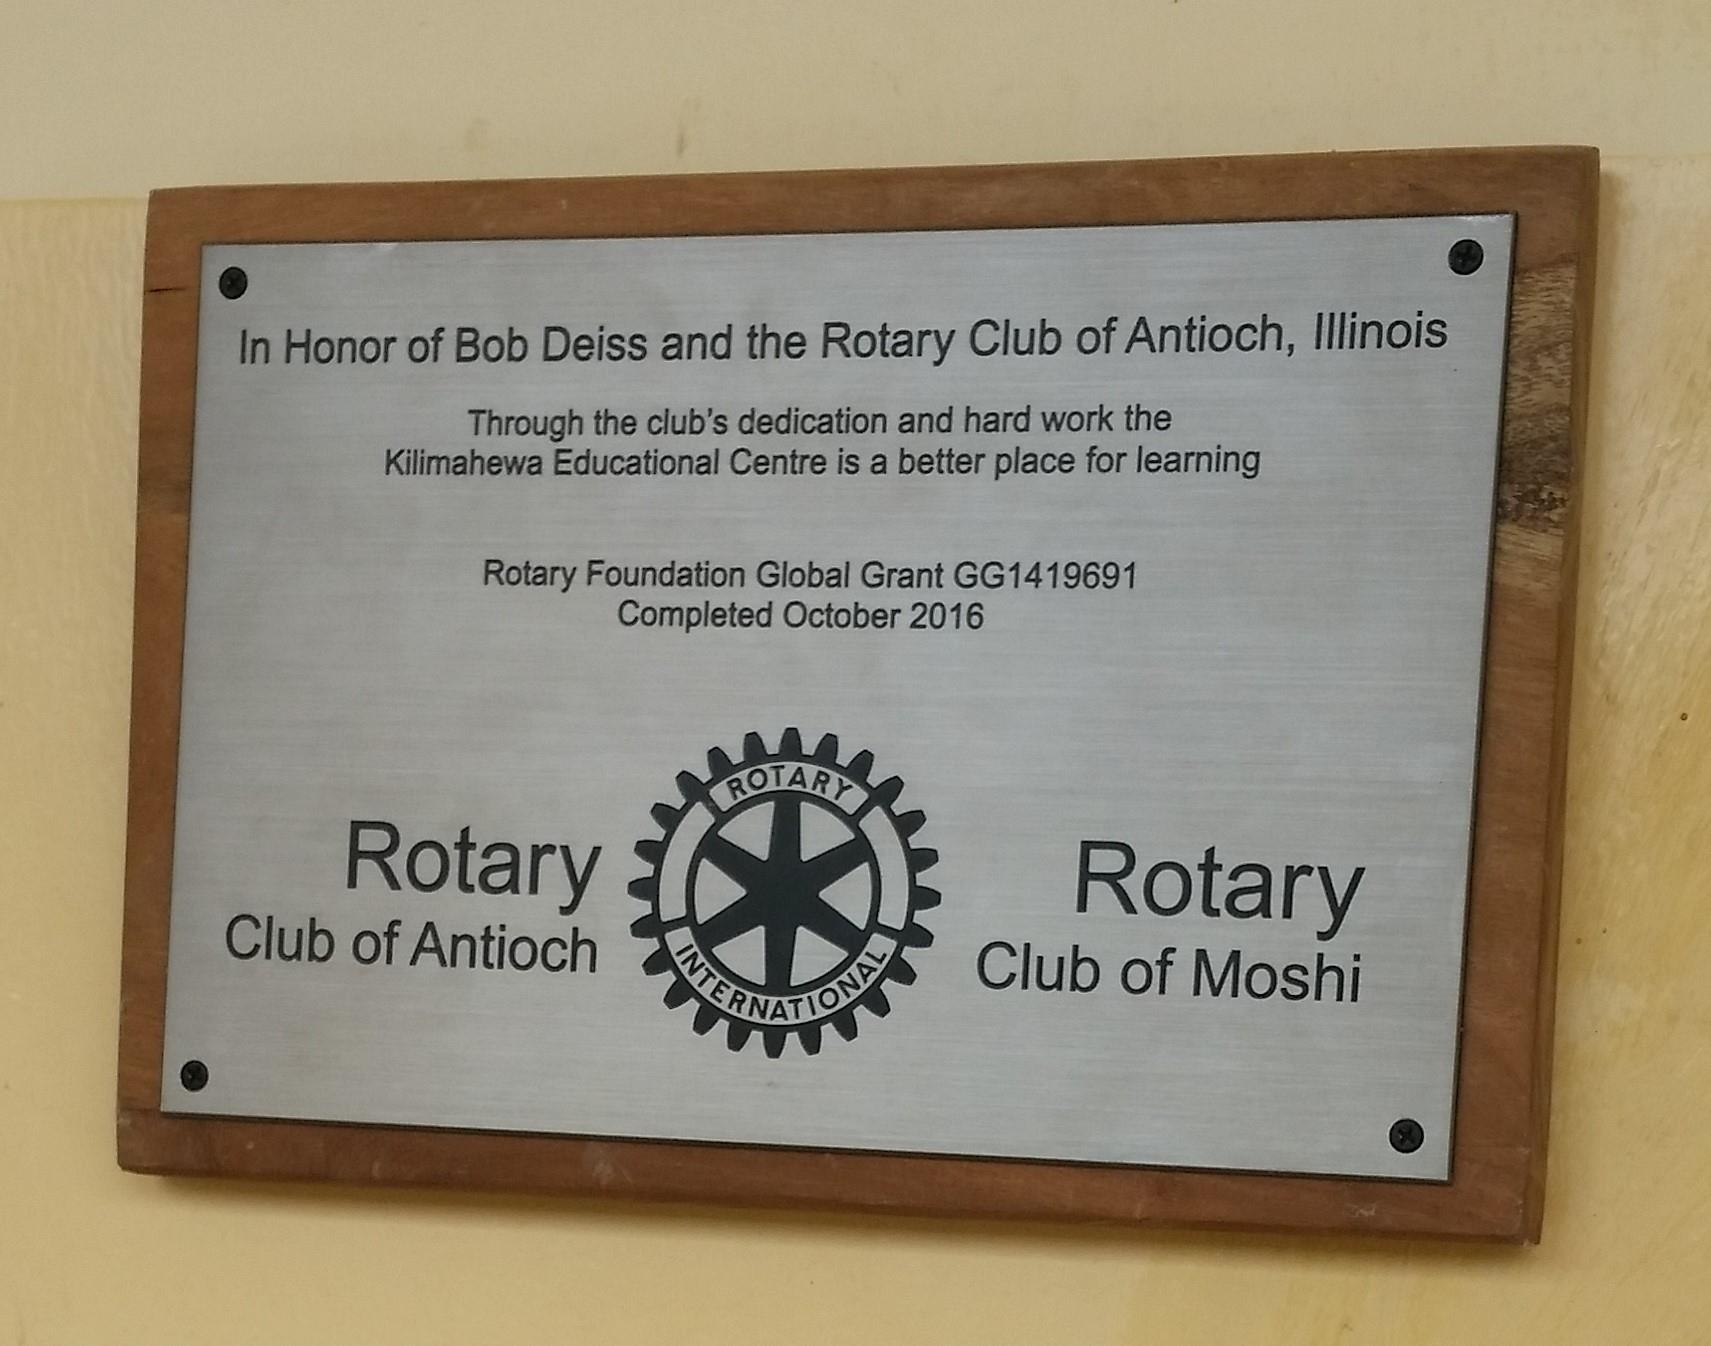 In Honor of Bob Deiss and the Rotary Club of Antioch, Illinois
Through the club's dedication and hard work the
Kilimahewa Educational Centre is a better place for learning
Rotary Foundation Global Grant GG1419691
Completed October 2016
Rotary
Club of Antioch
ROTARY
INTERNATIONAL
Rotary
Club of Moshi